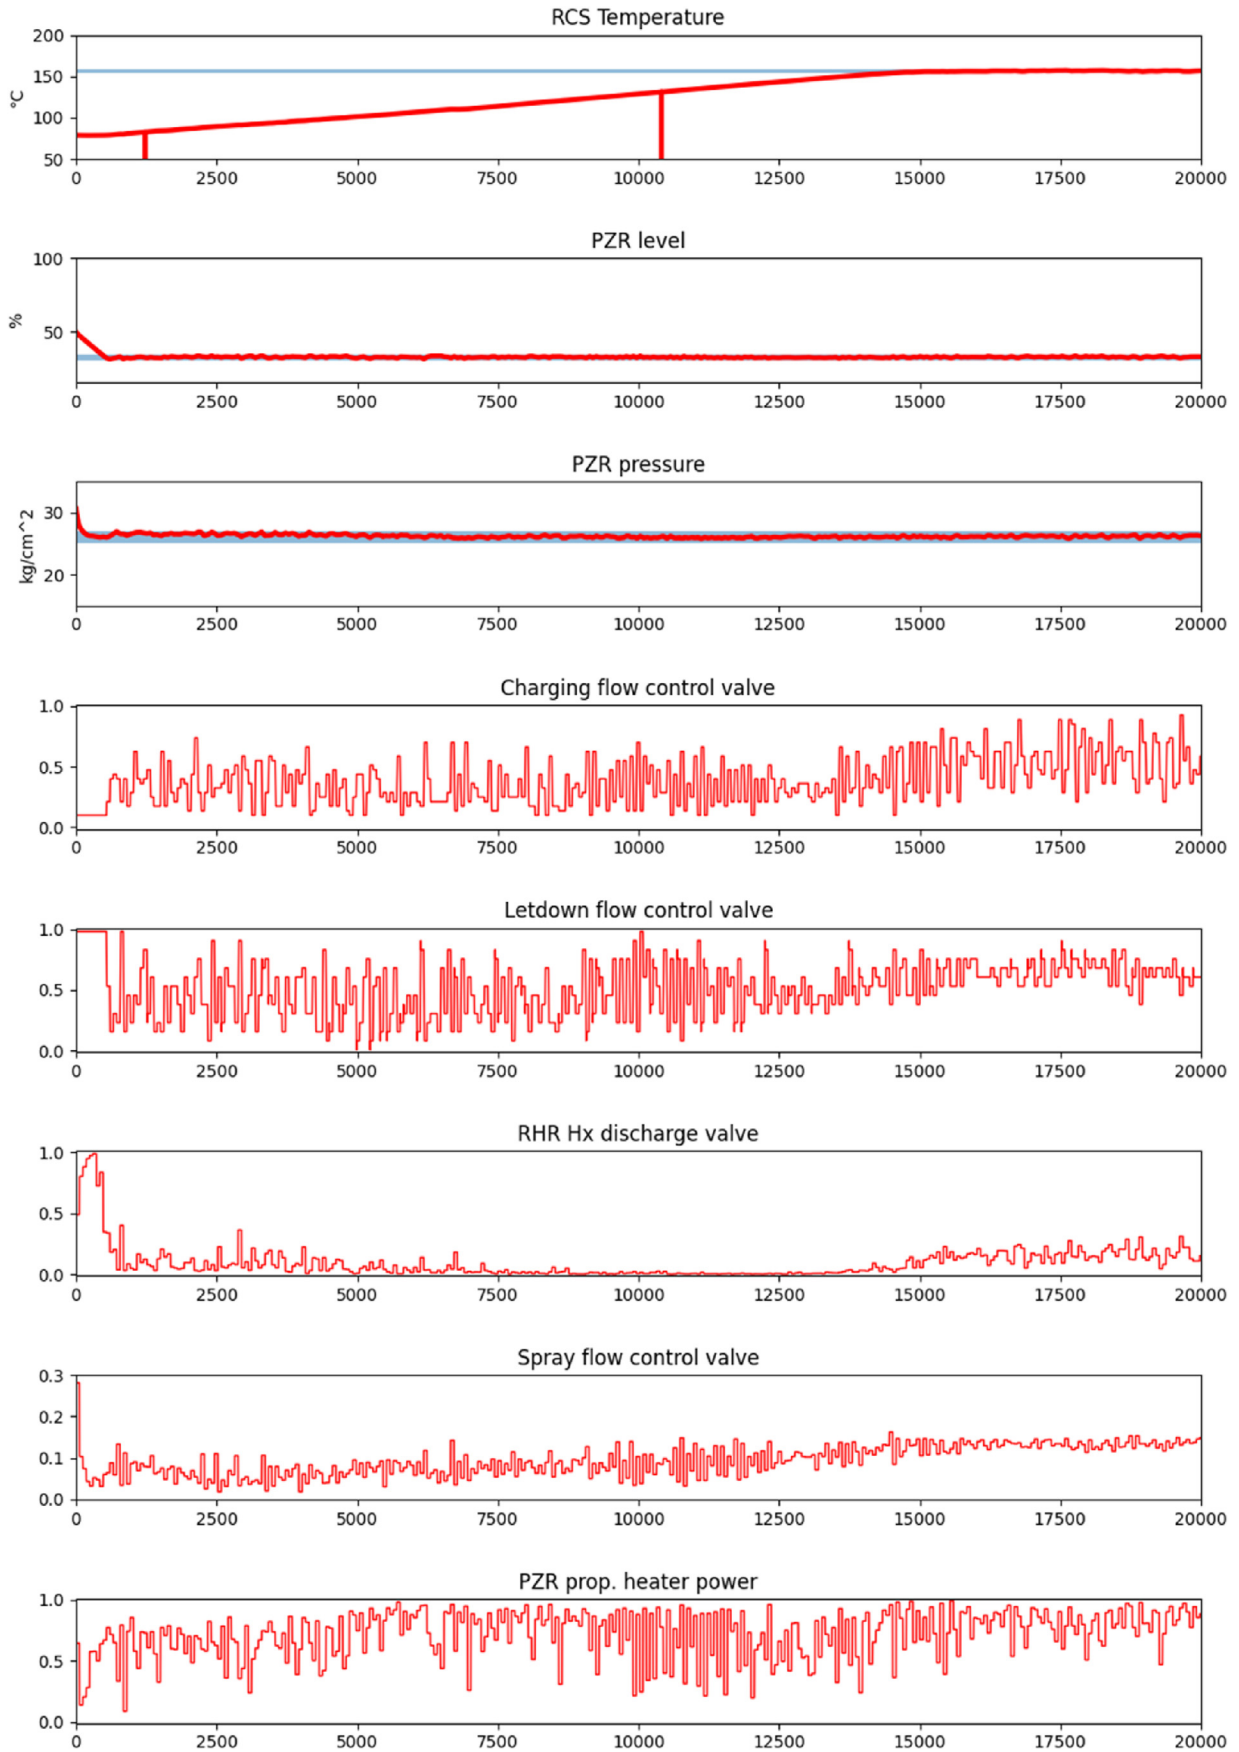 RCS Temperature
200
150
100
50
°C
0 2500 5000 7500 10000 12500 15000 17500 20000
PZR level
100
50
%
0 2500 5000 7500 10000 12500 15000 17500 20000
PZR pressure
30
20
kg/cm^2
0 2500 5000 7500 10000 12500 15000 17500 20000
Charging flow control valve
1.0
0.5
0.0
0 2500 5000 7500 10000 12500 15000 17500 20000
Letdown flow control valve
1.0
0.5
0.0
0 2500 5000 7500 10000 12500 15000 17500 20000
RHR Hx discharge valve
1.0
0.5
0.0
0 2500 5000 7500 10000 12500 15000 17500 20000
Spray flow control valve
0.3
0.2
0.1
0.0
0 2500 5000 7500 10000 12500 15000 17500 20000
PZR prop. heater power
1.0
0.5
0.0
0 2500 5000 7500 10000 12500 15000 17500 20000